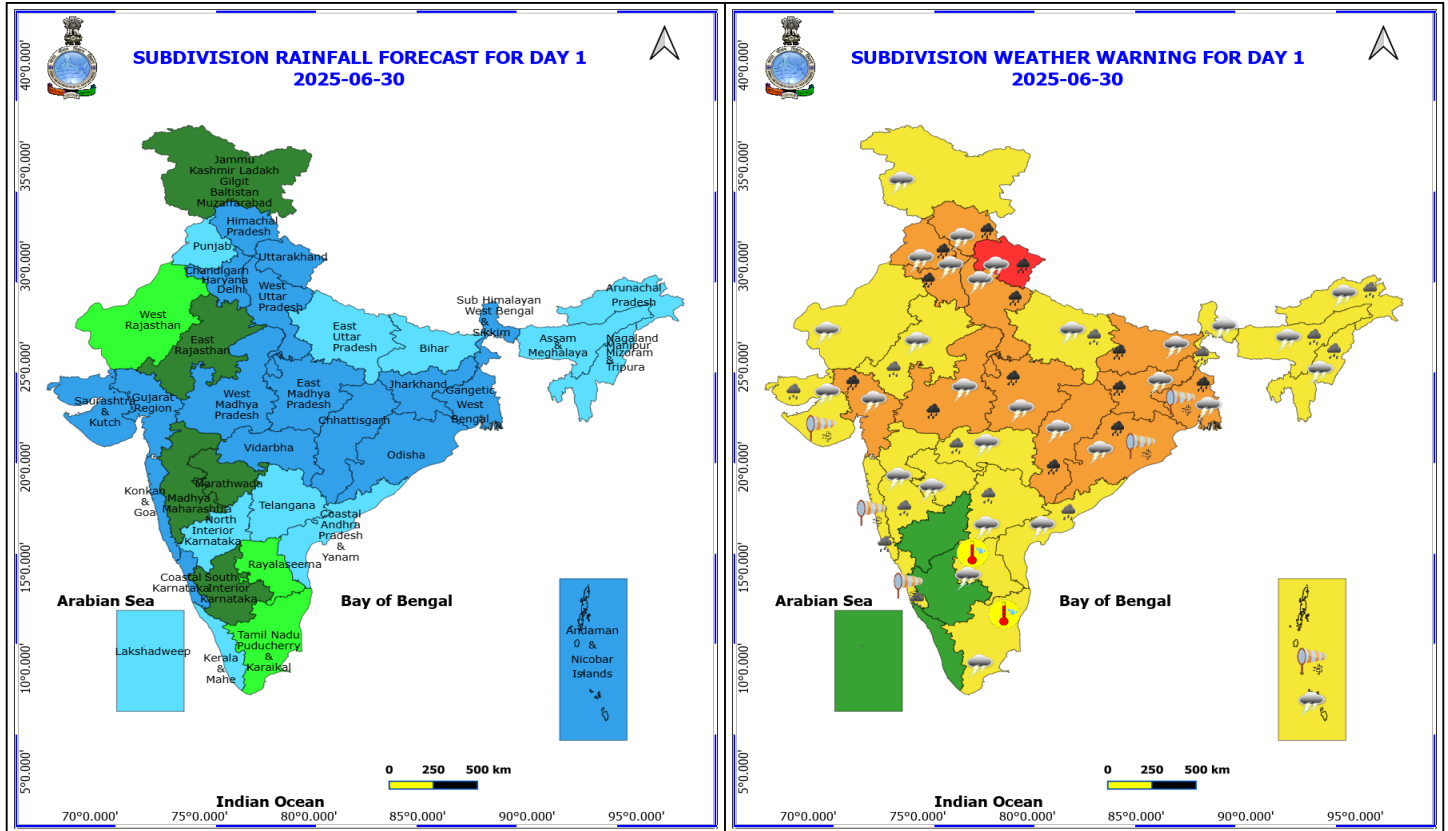 SUBDIVISION RAINFALL FORECAST FOR DAY 1
2025-06-30
40°0.000'
35°0.000'
30°0.000'
25°0.000'
20°0.000'
15°0.000'
10°0.000'
5°0.000'
Jammu
Kashmir Ladakh
Gilgit
Baltistan
Muzaffarabad
Himachal
Pradesh
Punjab
Uttarakhand
Chandigarh
Haryana
Delhi
West
Uttar
Pradesh
West
Rajasthan
East
Rajasthan
East
Uttar
Pradesh
Bihar
Sub Himalayan
West Bengal
&
Sikkim
Arunachal
Pradesh
Assam
&
Meghalaya
Nagaland
Manipur
Mizoram
&
Tripura
Saurashtra
&
Kutch
Gujarat
Region
West
Madhya
Pradesh
East
Madhya
Pradesh
Jharkhand
Gangetic
West
Bengal
Chhattisgarh
Odisha
Vidarbha
Konkan
&
Goa
Madhya
Maharashtra
Marathwada
Telangana
North
Interior
Karnataka
Coastal
Andhra
Pradesh
&
Yanam
Rayalaseema
Coastal
Karnataka
South
Interior
Karnataka
Tamil Nadu
Puducherry
&
Karaikal
Kerala
&
Mahe
Lakshadweep
Andaman
&
Nicobar
Islands
Arabian Sea
Bay of Bengal
Indian Ocean
0 250 500 km
70°0.000' 75°0.000' 80°0.000' 85°0.000' 90°0.000' 95°0.000'
SUBDIVISION WEATHER WARNING FOR DAY 1
2025-06-30
40°0.000'
35°0.000'
30°0.000'
25°0.000'
20°0.000'
15°0.000'
10°0.000'
5°0.000'
Arabian Sea
Bay of Bengal
Indian Ocean
0 250 500 km
70°0.000' 75°0.000' 80°0.000' 85°0.000' 90°0.000' 95°0.000'